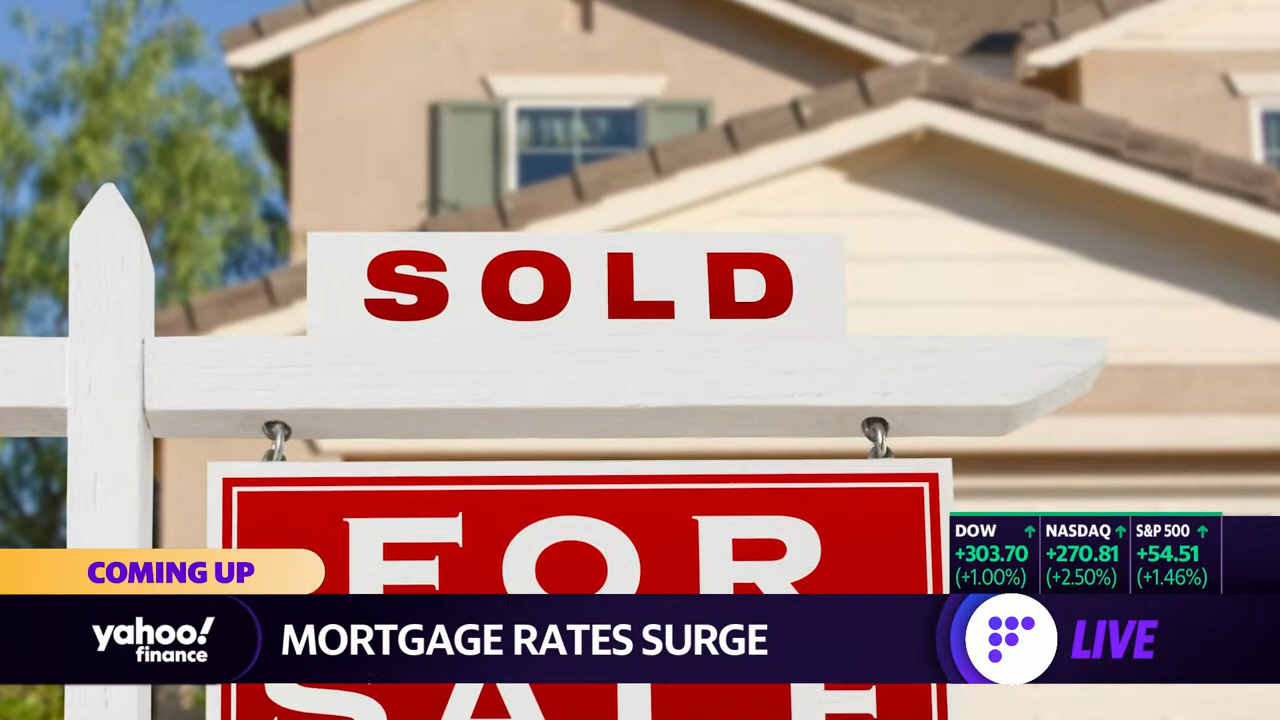 SOLD
FOR
SALE
COMING UP
yahoo!
finance
MORTGAGE RATES SURGE
DOW NASDAQ S&P 500
+303.70 +270.81 +54.51
(+1.00%) (+2.50%) (+1.46%)
LIVE